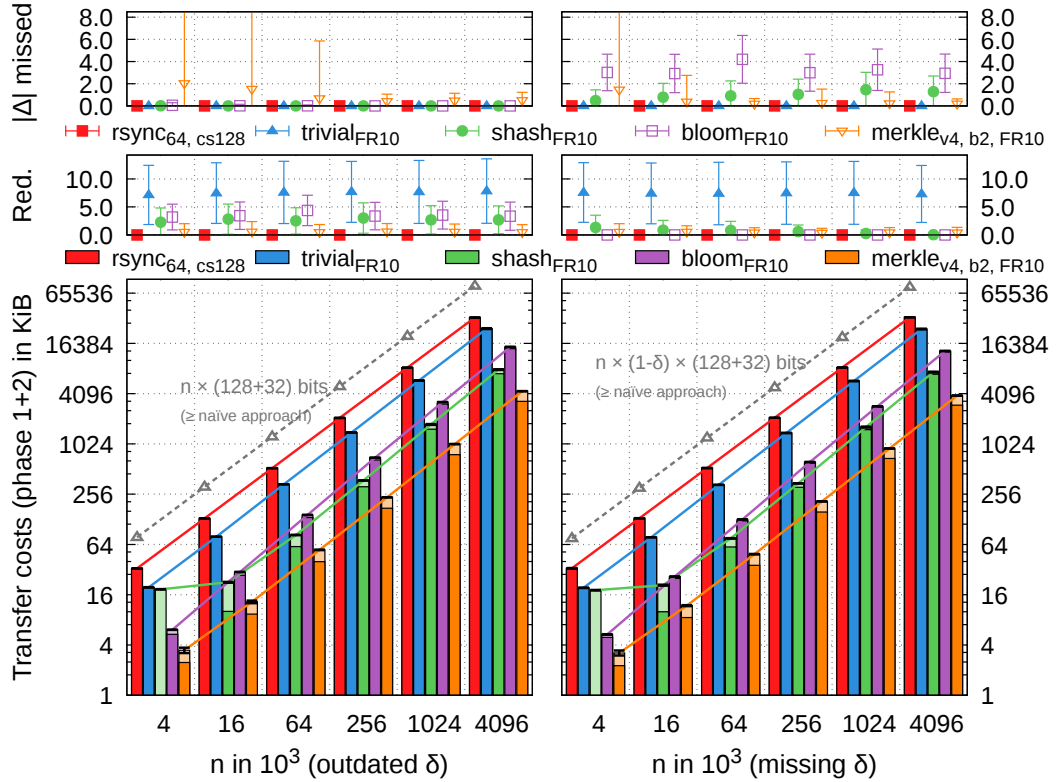 |Δ| missed
8.0
6.0
4.0
2.0
0.0
8.0
6.0
4.0
2.0
0.0
rsync64, cs128 trivialFR10 shashFR10 bloomFR10 merklev4, b2, FR10
Red.
10.0
5.0
0.0
10.0
5.0
0.0
rsync64, cs128 trivialFR10 shashFR10 bloomFR10 merklev4, b2, FR10
Transfer costs (phase 1+2) in KiB
65536
16384
4096
1024
256
64
16
4
1
n × (128+32) bits
(≥ naïve approach)
n × (1-δ) × (128+32) bits
(≥ naïve approach)
65536
16384
4096
1024
256
64
16
4
1
4 16 64 256 1024 4096
4 16 64 256 1024 4096
n in 10³ (outdated δ)
n in 10³ (missing δ)